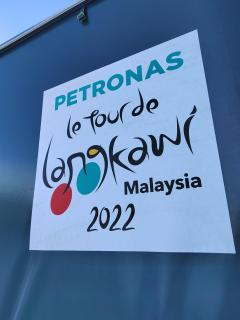 PETRONAS
le Tour de
Langkawi
Malaysia
2022